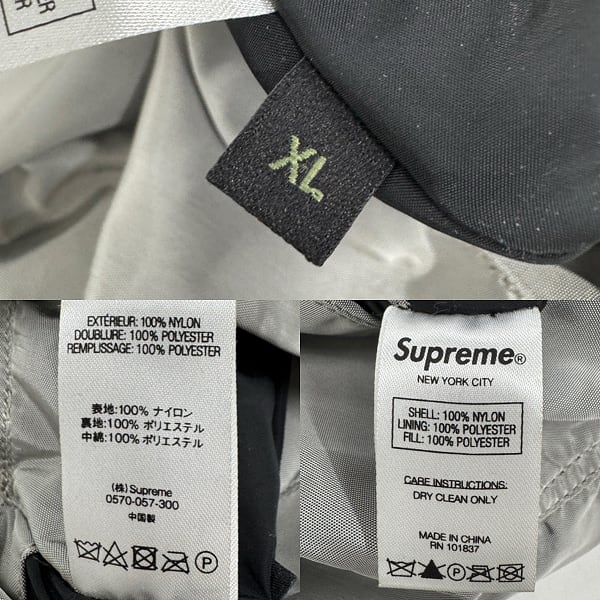 XL
EXTÉRIEUR: 100% NYLON
DOUBLURE: 100% POLYESTER
REMPLISSAGE: 100% POLYESTER
表地:100% ナイロン
裏地:100% ポリエステル
中綿:100% ポリエステル
(株) Supreme
0570-057-300
中国製
P
Supreme®
NEW YORK CITY
SHELL: 100% NYLON
LINING: 100% POLYESTER
FILL: 100% POLYESTER
CARE INSTRUCTIONS:
DRY CLEAN ONLY
MADE IN CHINA
RN 101837
P